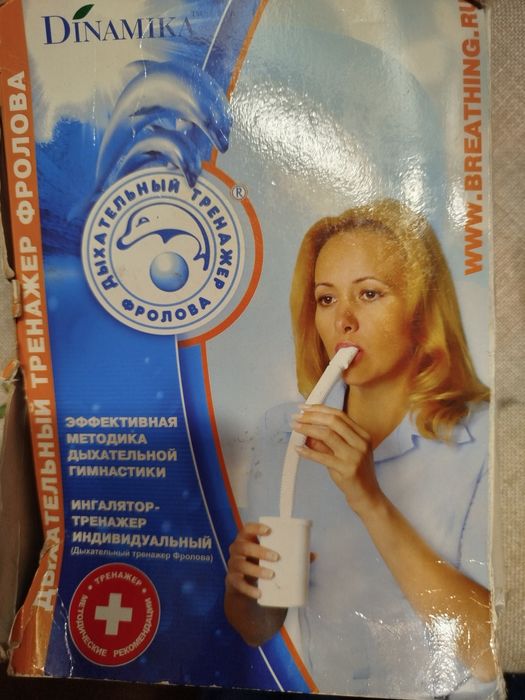 DINAMIKA™
ДЫХАТЕЛЬНЫЙ ТРЕНАЖЕР ФРОЛОВА
WWW.BREATHING.RU
ДЫХАТЕЛЬНЫЙ ТРЕНАЖЕР
ФРОЛОВА
®
ЭФФЕКТИВНАЯ
МЕТОДИКА
ДЫХАТЕЛЬНОЙ
ГИМНАСТИКИ
ИНГАЛЯТОР-
ТРЕНАЖЕР
ИНДИВИДУАЛЬНЫЙ
(Дыхательный тренажер Фролова)
ТРЕНАЖЕР
МЕТОДИЧЕСКИЕ РЕКОМЕНДАЦИИ